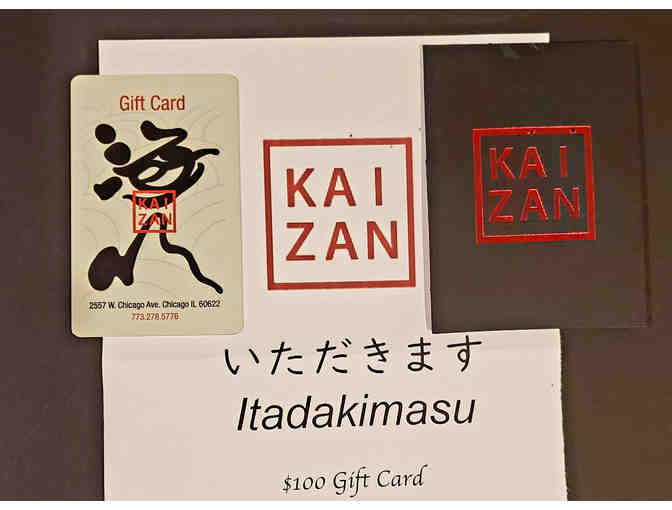 Gift Card
KAI
ZAN
2557 W. Chicago Ave. Chicago IL 60622
773.278.5776
KAI
ZAN
いただきます
Itadakimasu
$100 Gift Card
KAI
ZAN